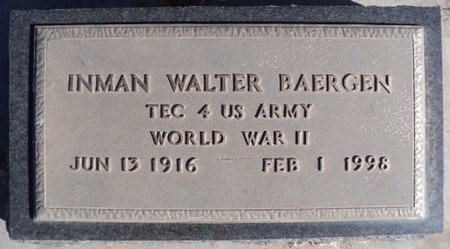 INMAN WALTER BAERGEN
TEC 4 US ARMY
WORLD WAR II
JUN 13 1916 FEB 1 1998